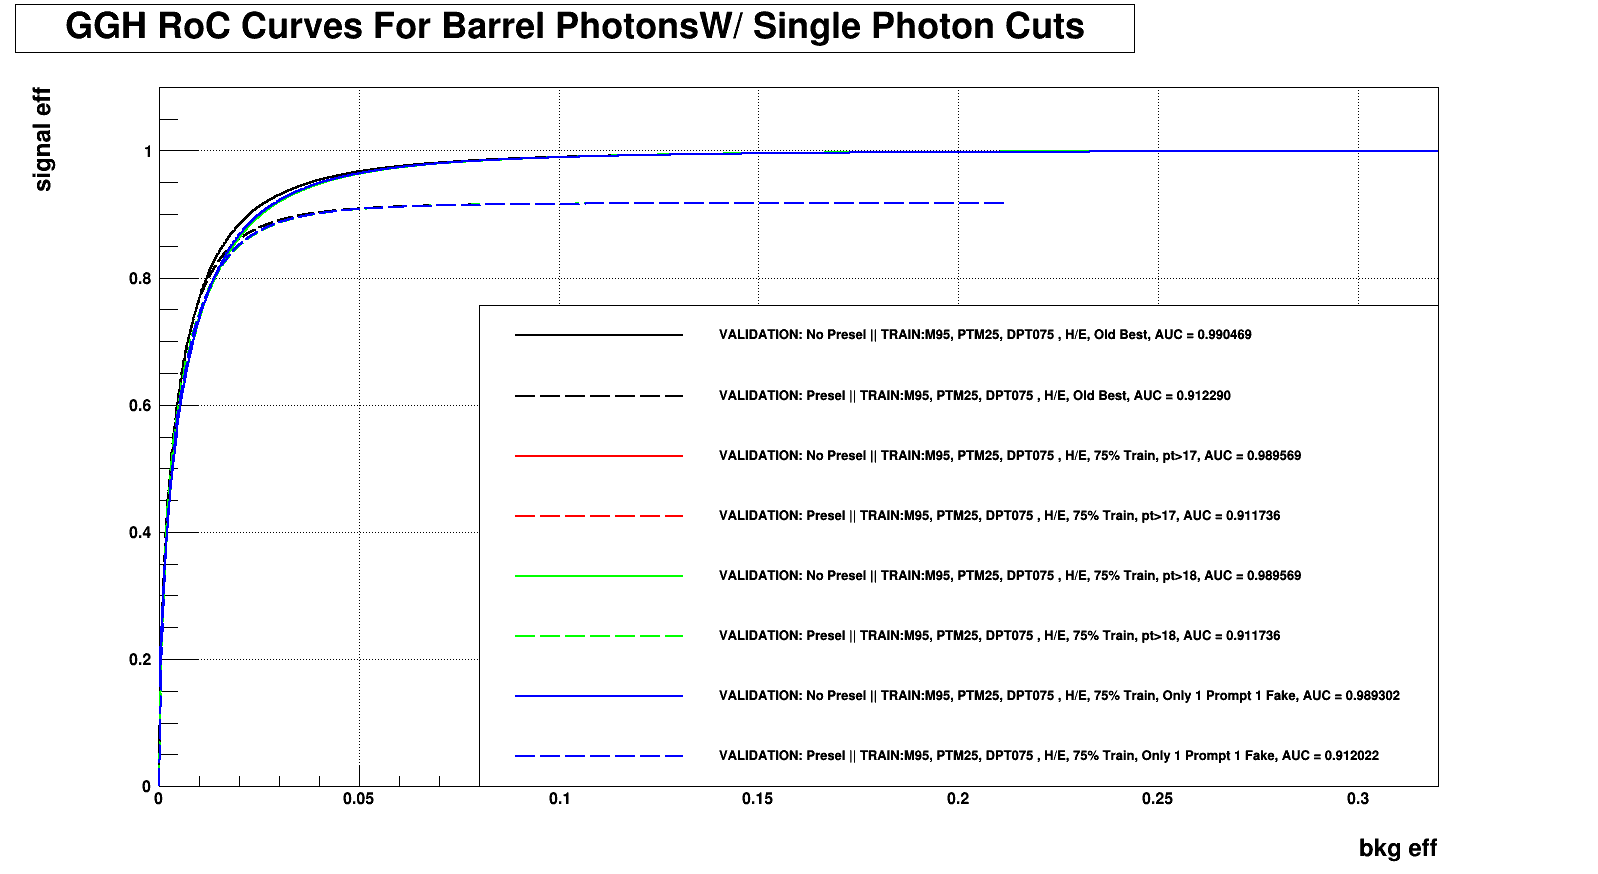 GGH RoC Curves For Barrel PhotonsW/ Single Photon Cuts
signal eff
1
0.8
0.6
0.4
0.2
0
VALIDATION: No Presel || TRAIN:M95, PTM25, DPT075 , H/E, Old Best, AUC = 0.990469
VALIDATION: Presel || TRAIN:M95, PTM25, DPT075 , H/E, Old Best, AUC = 0.912290
VALIDATION: No Presel || TRAIN:M95, PTM25, DPT075 , H/E, 75% Train, pt>17, AUC = 0.989569
VALIDATION: Presel || TRAIN:M95, PTM25, DPT075 , H/E, 75% Train, pt>17, AUC = 0.911736
VALIDATION: No Presel || TRAIN:M95, PTM25, DPT075 , H/E, 75% Train, pt>18, AUC = 0.989569
VALIDATION: Presel || TRAIN:M95, PTM25, DPT075 , H/E, 75% Train, pt>18, AUC = 0.911736
VALIDATION: No Presel || TRAIN:M95, PTM25, DPT075 , H/E, 75% Train, Only 1 Prompt 1 Fake, AUC = 0.989302
VALIDATION: Presel || TRAIN:M95, PTM25, DPT075 , H/E, 75% Train, Only 1 Prompt 1 Fake, AUC = 0.912022
0 0.05 0.1 0.15 0.2 0.25 0.3
bkg eff